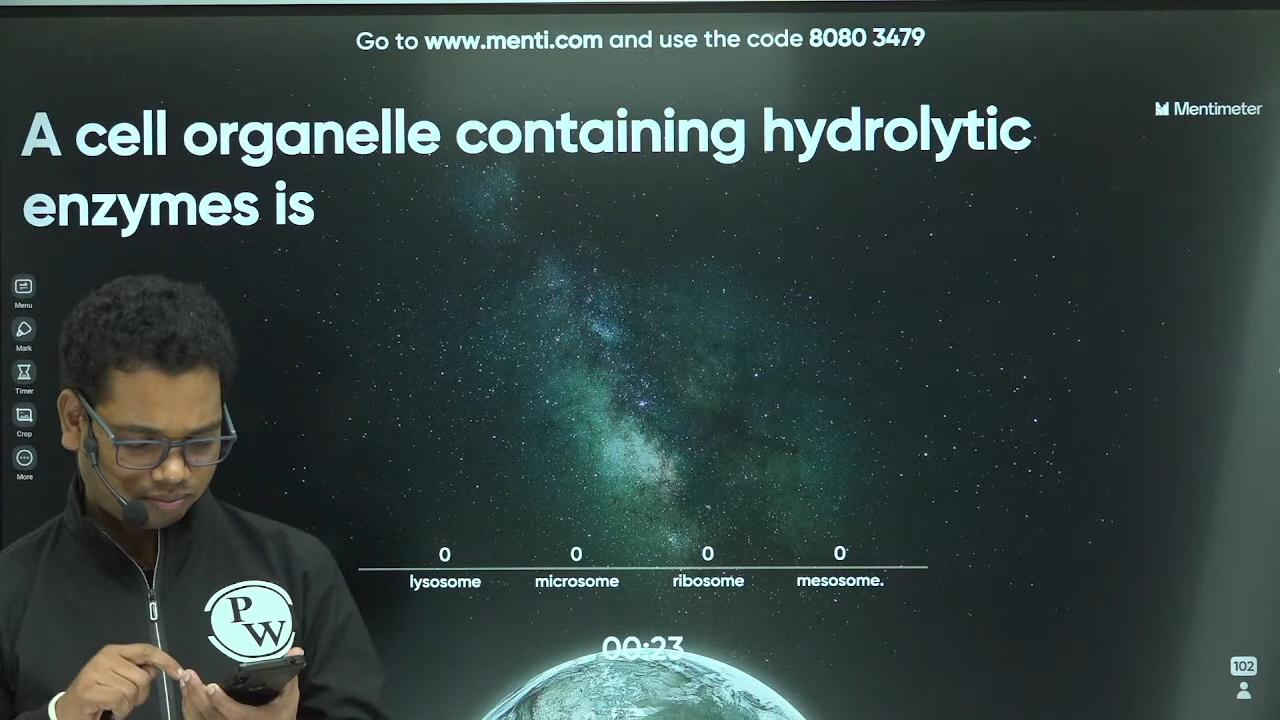 Go to www.menti.com and use the code 8080 3479
Mentimeter
A cell organelle containing hydrolytic
enzymes is
Menu
Mark
Timer
Crop
More
0 0 0 0
lysosome microsome ribosome mesosome.
00:23
P
W
102